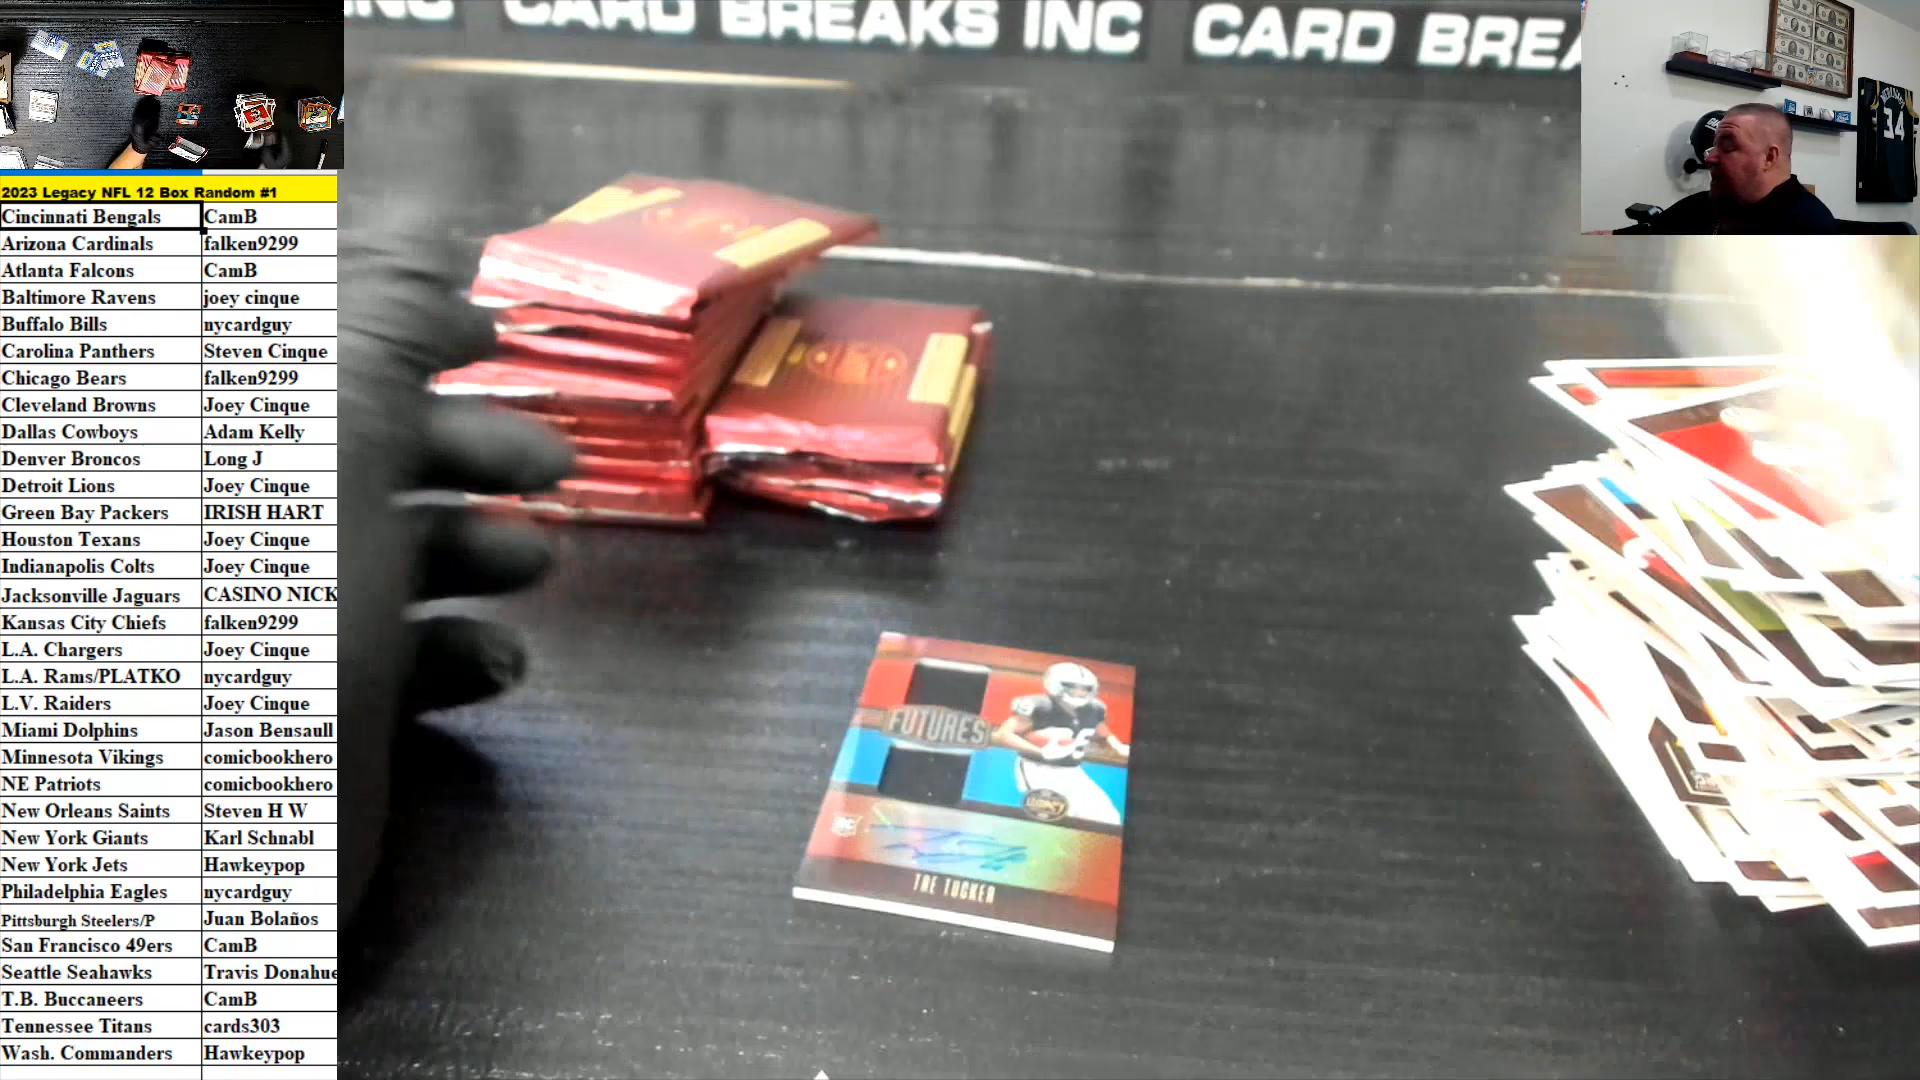 INC CARD BREAKS INC CARD BREA
2023 Legacy NFL 12 Box Random #1
Cincinnati Bengals CamB
Arizona Cardinals falken9299
Atlanta Falcons CamB
Baltimore Ravens joey cinque
Buffalo Bills nycardguy
Carolina Panthers Steven Cinque
Chicago Bears falken9299
Cleveland Browns Joey Cinque
Dallas Cowboys Adam Kelly
Denver Broncos Long J
Detroit Lions Joey Cinque
Green Bay Packers IRISH HART
Houston Texans Joey Cinque
Indianapolis Colts Joey Cinque
Jacksonville Jaguars CASINO NICK
Kansas City Chiefs falken9299
L.A. Chargers Joey Cinque
L.A. Rams/PLATKO nycardguy
L.V. Raiders Joey Cinque
Miami Dolphins Jason Bensaull
Minnesota Vikings comicbookhero
NE Patriots comicbookhero
New Orleans Saints Steven H W
New York Giants Karl Schnabl
New York Jets Hawkeypop
Philadelphia Eagles nycardguy
Pittsburgh Steelers/P Juan Bolaños
San Francisco 49ers CamB
Seattle Seahawks Travis Donahue
T.B. Buccaneers CamB
Tennessee Titans cards303
Wash. Commanders Hawkeypop
FUTURES
LEGACY
RC
TRE TUCKER
34